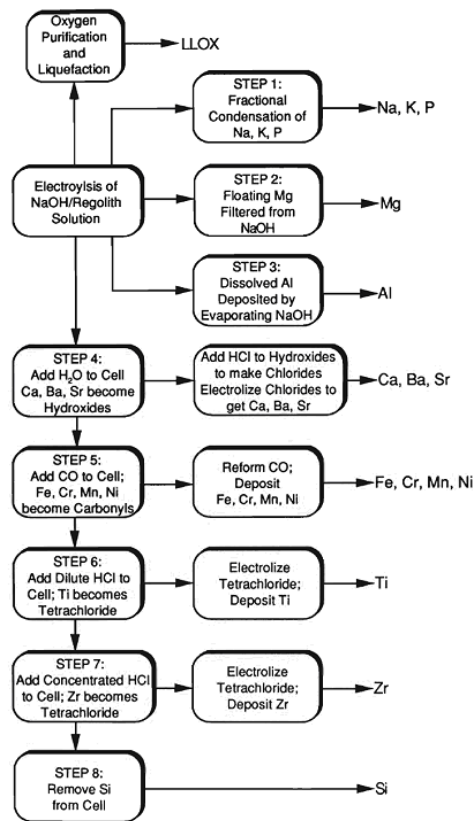 Oxygen
Purification
and
Liquefaction
LLOX
STEP 1:
Fractional
Condensation of
Na, K, P
Na, K, P
Electroylsis of
NaOH/Regolith
Solution
STEP 2:
Floating Mg
Filtered from
NaOH
Mg
STEP 3:
Dissolved Al
Deposited by
Evaporating NaOH
Al
STEP 4:
Add H₂O to Cell
Ca, Ba, Sr become
Hydroxides
Add HCl to Hydroxides
to make Chlorides
Electrolize Chlorides to
get Ca, Ba, Sr
Ca, Ba, Sr
STEP 5:
Add CO to Cell;
Fe, Cr, Mn, Ni
become Carbonyls
Reform CO;
Deposit
Fe, Cr, Mn, Ni
Fe, Cr, Mn, Ni
STEP 6:
Add Dilute HCl to
Cell; Ti becomes
Tetrachloride
Electrolize
Tetrachloride;
Deposit Ti
Ti
STEP 7:
Add Concentrated HCl
to Cell; Zr becomes
Tetrachloride
Electrolize
Tetrachloride;
Deposit Zr
Zr
STEP 8:
Remove Si
from Cell
Si